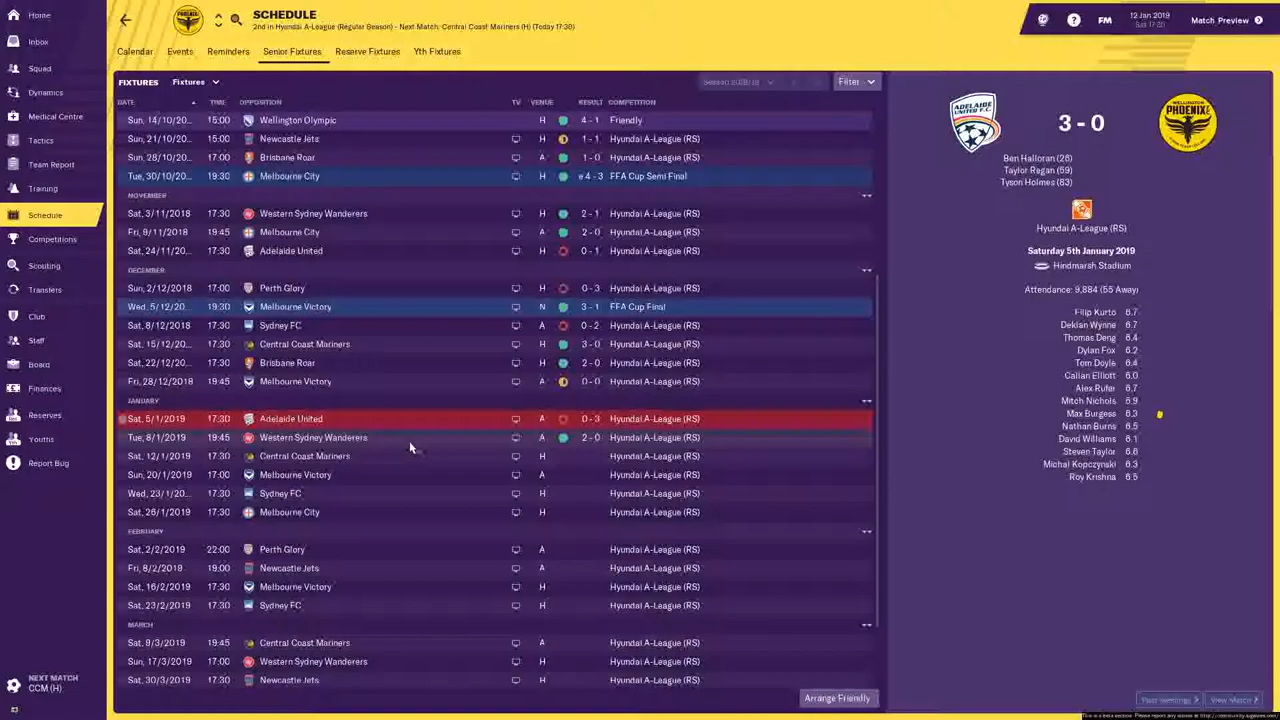 Home
Inbox
Squad
Dynamics
Medical Centre
Tactics
Team Report
Training
Schedule
Competitions
Scouting
Transfers
Club
Staff
Board
Finances
Reserves
Youths
Report Bug
NEXT MATCH
CCM (H)
SCHEDULE
2nd in Hyundai A-League (Regular Season) - Next Match: Central Coast Mariners (H) (Today 17:30)
? FM 12 Jan 2019 Match Preview
Calendar Events Reminders Senior Fixtures Reserve Fixtures Yth Fixtures
FIXTURES Fixtures Season 2018/19 Filter
DATE TIME OPPOSITION TV VENUE RESULT COMPETITION
Sun, 14/10/20... 15:00 Wellington Olympic H 4 - 1 Friendly
Sun, 21/10/20... 15:00 Newcastle Jets H 1 - 1 Hyundai A-League (RS)
Sun, 28/10/20... 17:00 Brisbane Roar A 1 - 0 Hyundai A-League (RS)
Tue, 30/10/20... 19:30 Melbourne City H e 4 - 3 FFA Cup Semi Final
NOVEMBER
Sat, 3/11/2018 17:30 Western Sydney Wanderers H 2 - 1 Hyundai A-League (RS)
Fri, 9/11/2018 19:45 Melbourne City A 2 - 0 Hyundai A-League (RS)
Sat, 24/11/20... 17:30 Adelaide United H 0 - 1 Hyundai A-League (RS)
DECEMBER
Sun, 2/12/2018 17:00 Perth Glory H 0 - 3 Hyundai A-League (RS)
Wed, 5/12/20... 19:30 Melbourne Victory N 3 - 1 FFA Cup Final
Sat, 8/12/2018 17:30 Sydney FC A 0 - 2 Hyundai A-League (RS)
Sat, 15/12/20... 17:30 Central Coast Mariners A 3 - 0 Hyundai A-League (RS)
Sat, 22/12/20... 17:30 Brisbane Roar H 2 - 0 Hyundai A-League (RS)
Fri, 28/12/2018 19:45 Melbourne Victory A 0 - 0 Hyundai A-League (RS)
JANUARY
Sat, 5/1/2019 17:30 Adelaide United A 0 - 3 Hyundai A-League (RS)
Tue, 8/1/2019 19:45 Western Sydney Wanderers A 2 - 0 Hyundai A-League (RS)
Sat, 12/1/2019 17:30 Central Coast Mariners H Hyundai A-League (RS)
Sun, 20/1/2019 17:00 Melbourne Victory A Hyundai A-League (RS)
Wed, 23/1/20... 17:30 Sydney FC H Hyundai A-League (RS)
Sat, 26/1/2019 17:30 Melbourne City H Hyundai A-League (RS)
FEBRUARY
Sat, 2/2/2019 22:00 Perth Glory A Hyundai A-League (RS)
Fri, 8/2/2019 19:00 Newcastle Jets A Hyundai A-League (RS)
Sat, 16/2/2019 17:30 Melbourne Victory H Hyundai A-League (RS)
Sat, 23/2/2019 17:30 Sydney FC H Hyundai A-League (RS)
MARCH
Sat, 9/3/2019 19:45 Central Coast Mariners A Hyundai A-League (RS)
Sun, 17/3/2019 17:00 Western Sydney Wanderers H Hyundai A-League (RS)
Sat, 30/3/2019 17:30 Newcastle Jets H Hyundai A-League (RS)
Arrange Friendly
ADELAIDE UNITED F.C.
WELLINGTON PHOENIX
3 - 0
Ben Halloran (26)
Taylor Regan (59)
Tyson Holmes (83)
Hyundai A-League (RS)
Saturday 5th January 2019
Hindmarsh Stadium
Attendance: 9,884 (55 Away)
Filip Kurto 6.7
Deklan Wynne 6.7
Thomas Deng 6.4
Dylan Fox 6.2
Tom Doyle 6.4
Callan Elliott 6.0
Alex Rufer 6.7
Mitch Nichols 6.9
Max Burgess 6.3
Nathan Burns 6.5
David Williams 6.1
Steven Taylor 6.6
Michal Kopczynski 6.3
Roy Krishna 6.5
Past Meetings View Match